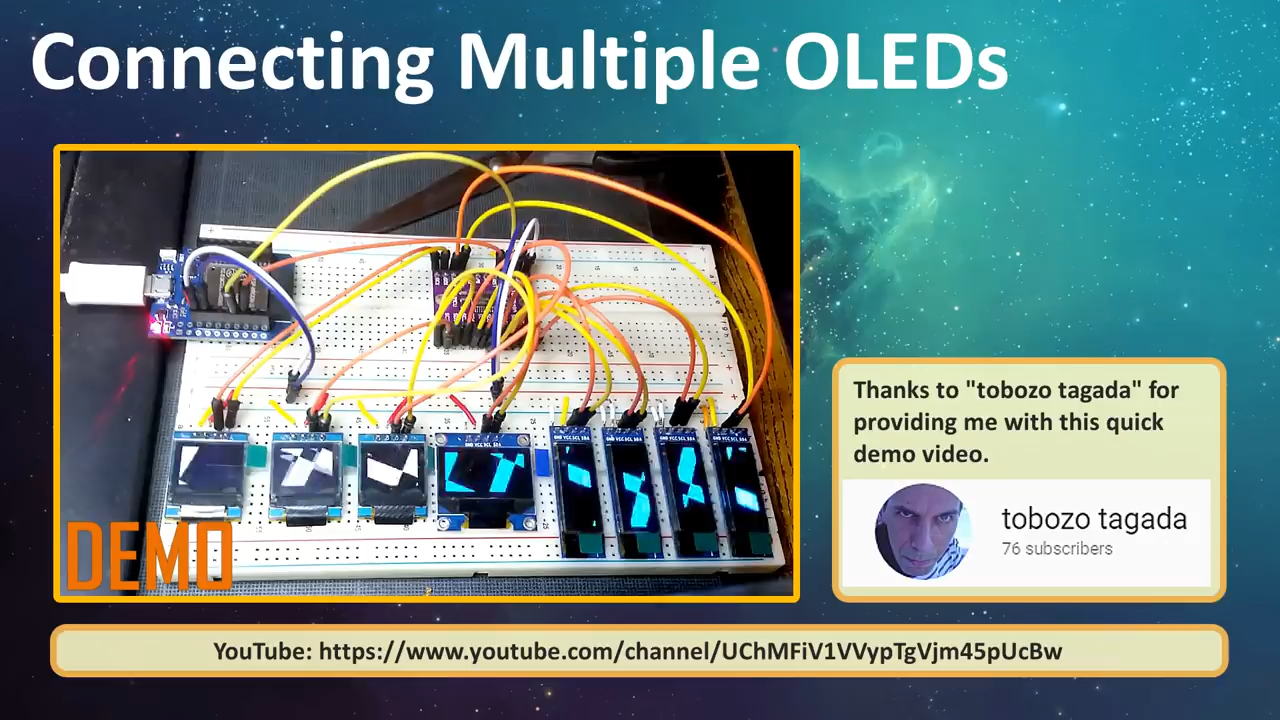 Connecting Multiple OLEDs
DEMO
Thanks to "tobozo tagada" for
providing me with this quick
demo video.
tobozo tagada
76 subscribers
YouTube: https://www.youtube.com/channel/UChMFiV1VVypTgVjm45pUcBw